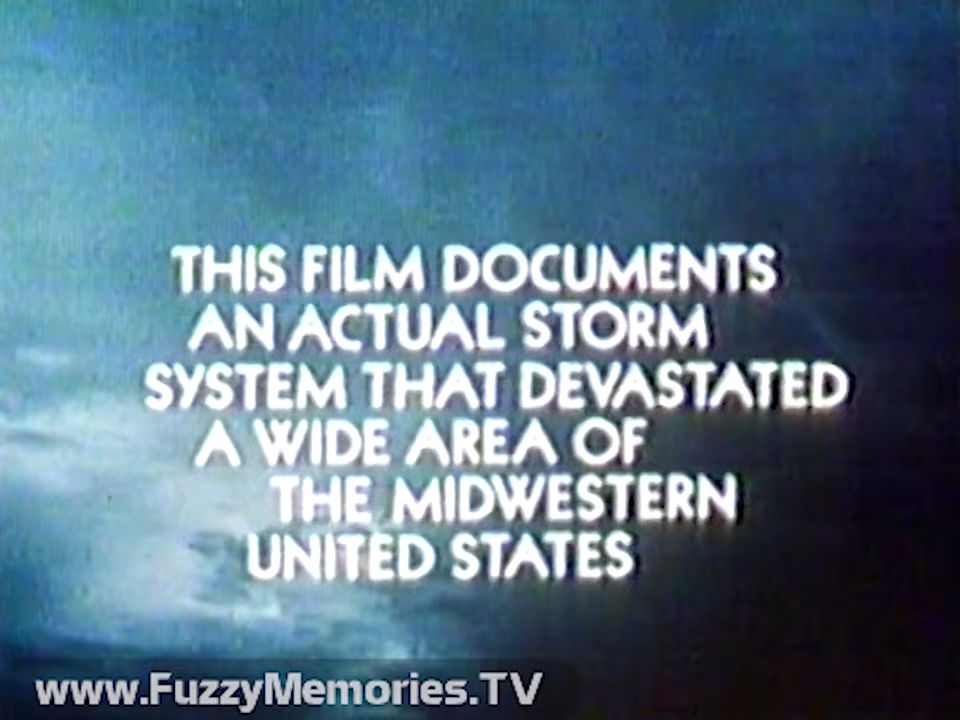 THIS FILM DOCUMENTS
AN ACTUAL STORM
SYSTEM THAT DEVASTATED
A WIDE AREA OF
THE MIDWESTERN
UNITED STATES
www.FuzzyMemories.TV